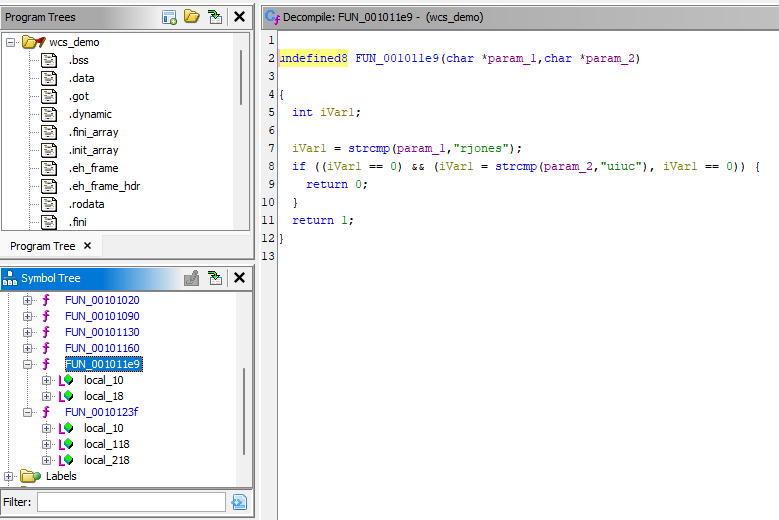 Program Trees
wcs_demo
.bss
.data
.got
.dynamic
.fini_array
.init_array
.eh_frame
.eh_frame_hdr
.rodata
.fini
Program Tree
Symbol Tree
FUN_00101020
FUN_00101090
FUN_00101130
FUN_00101160
FUN_001011e9
local_10
local_18
FUN_0010123f
local_10
local_118
local_218
Labels
Filter:
Decompile: FUN_001011e9 - (wcs_demo)
1
2 undefined8 FUN_001011e9(char *param_1,char *param_2)
3
4 {
5 int iVar1;
6
7 iVar1 = strcmp(param_1,"rjones");
8 if ((iVar1 == 0) && (iVar1 = strcmp(param_2,"uiuc"), iVar1 == 0)) {
9 return 0;
10 }
11 return 1;
12 }
13